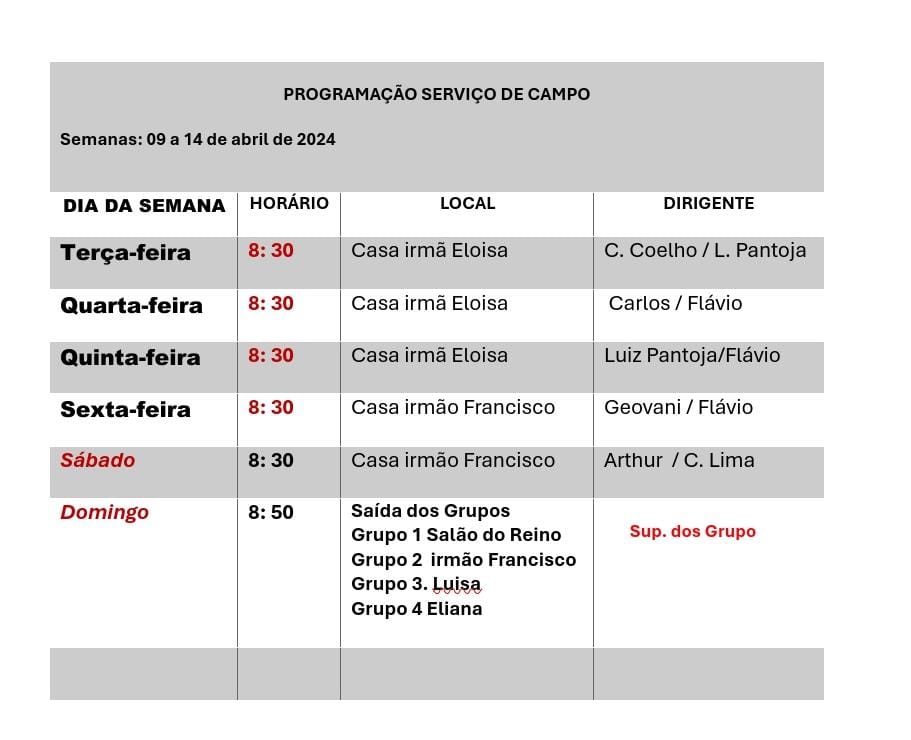 PROGRAMAÇÃO SERVIÇO DE CAMPO
Semanas: 09 a 14 de abril de 2024
DIA DA SEMANA HORÁRIO LOCAL DIRIGENTE
Terça-feira 8: 30 Casa irmã Eloisa C. Coelho / L. Pantoja
Quarta-feira 8: 30 Casa irmã Eloisa Carlos / Flávio
Quinta-feira 8: 30 Casa irmã Eloisa Luiz Pantoja/Flávio
Sexta-feira 8: 30 Casa irmão Francisco Geovani / Flávio
Sábado 8: 30 Casa irmão Francisco Arthur / C. Lima
Domingo 8: 50 Saída dos Grupos
Grupo 1 Salão do Reino Sup. dos Grupo
Grupo 2 irmão Francisco
Grupo 3. Luisa
Grupo 4 Eliana